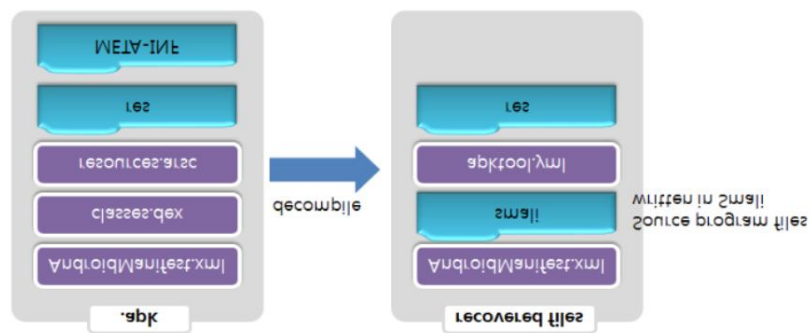 .apk
AndroidManifest.xml
classes.dex
resources.arsc
res
META-INF
decompile
recovered files
AndroidManifest.xml
smali
apktool.yml
res
Source program files
written in Smali